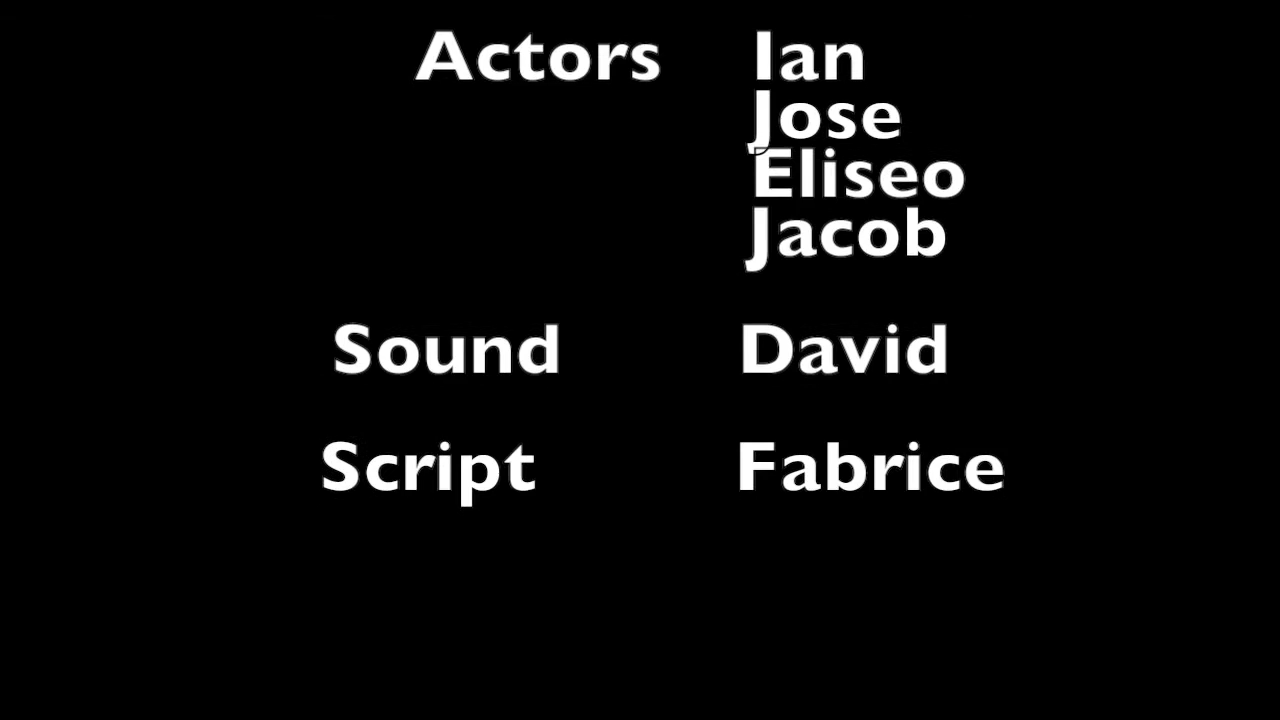 Actors Ian
Jose
Eliseo
Jacob
Sound David
Script Fabrice